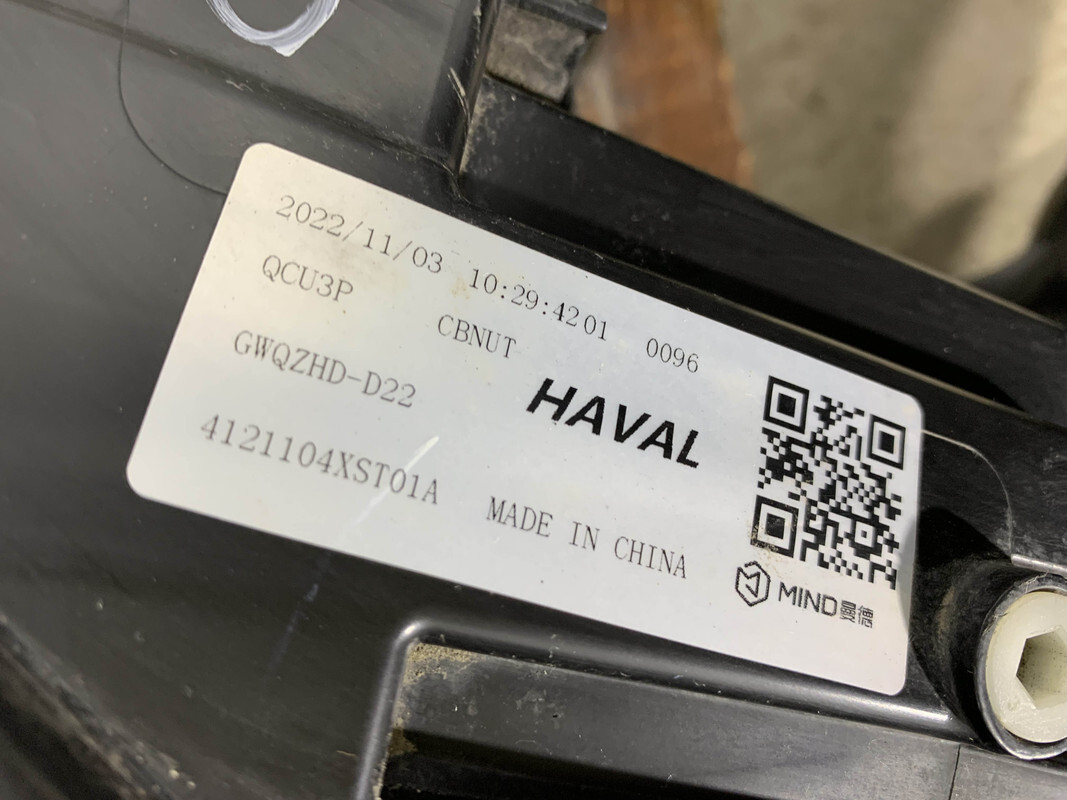 2022/11/03 10:29:4201 0096
QCU3P CBNUT
GWQZHD-D22 HAVAL
4121104XST01A MADE IN CHINA
MIND曼德